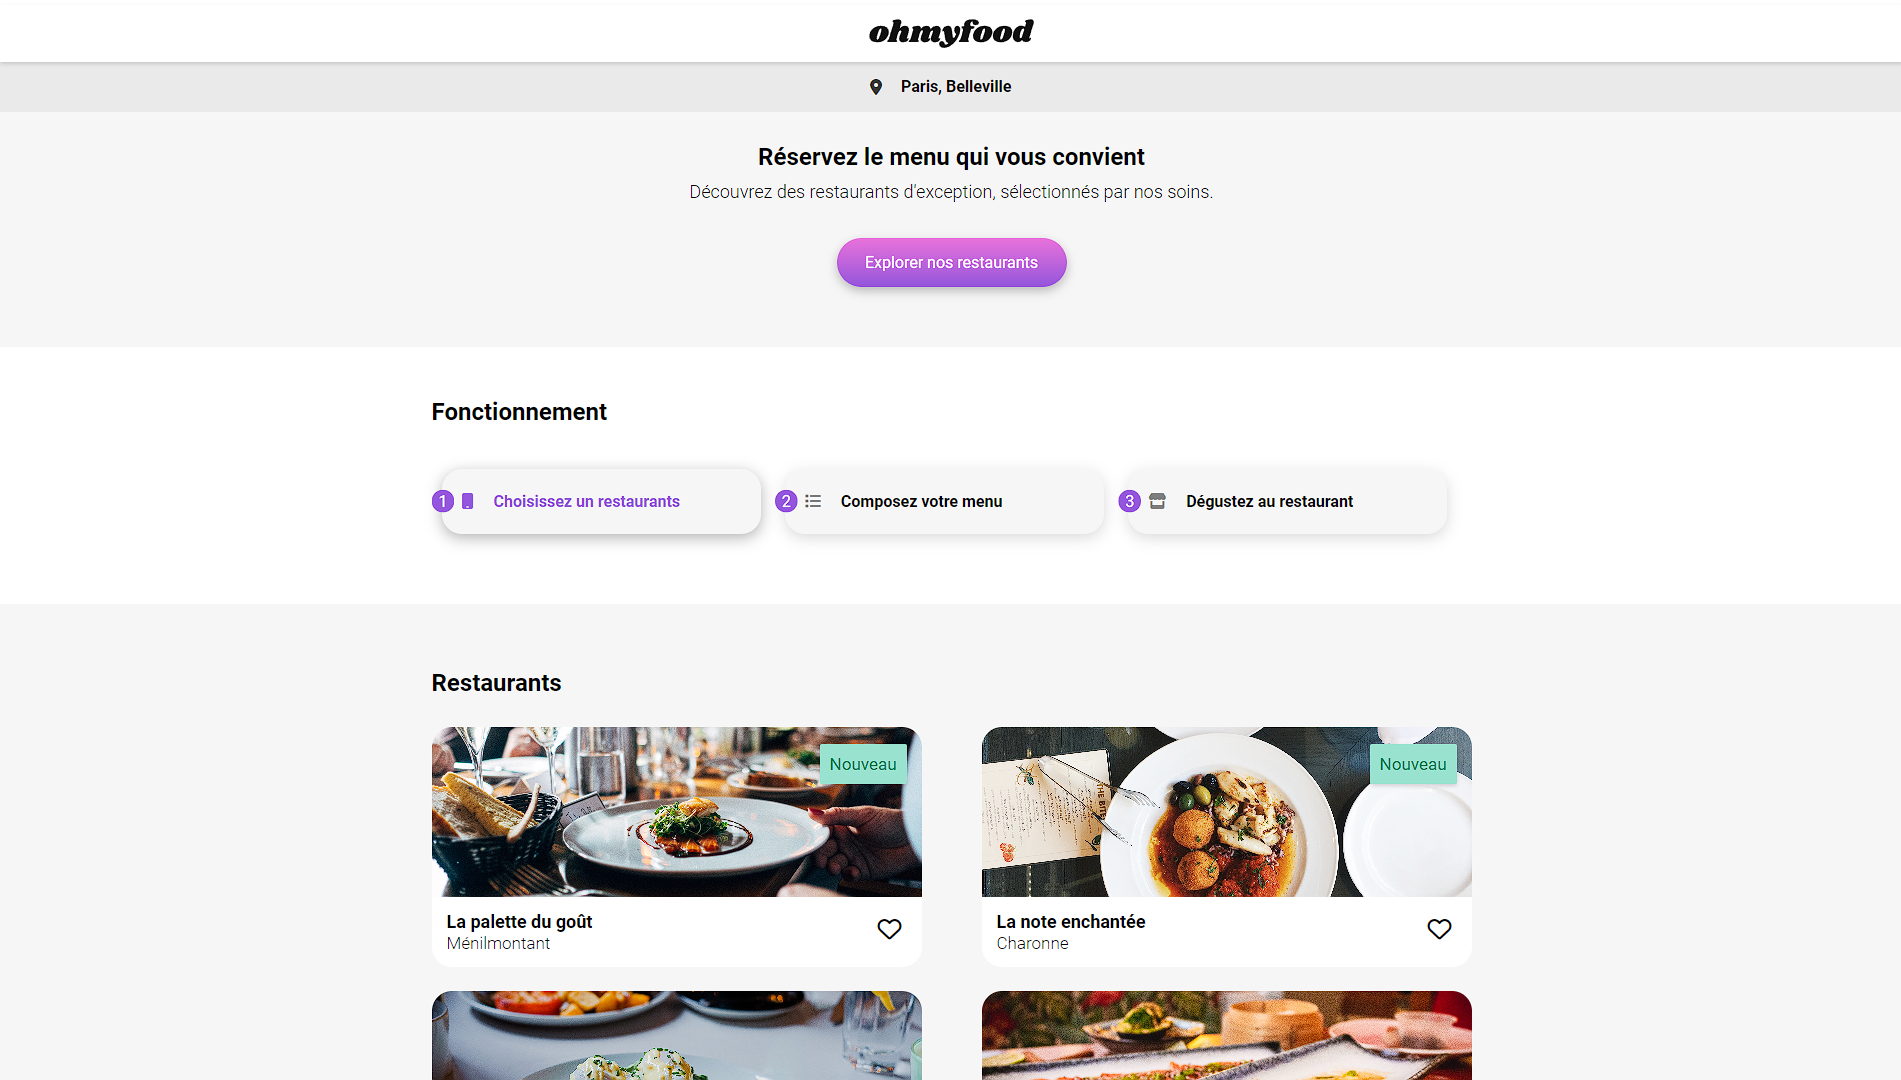 ohmyfood
Paris, Belleville
Réservez le menu qui vous convient
Découvrez des restaurants d'exception, sélectionnés par nos soins.
Explorer nos restaurants
Fonctionnement
1 Choisissez un restaurants
2 Composez votre menu
3 Dégustez au restaurant
Restaurants
Nouveau
Nouveau
La palette du goût
Ménilmontant
La note enchantée
Charonne